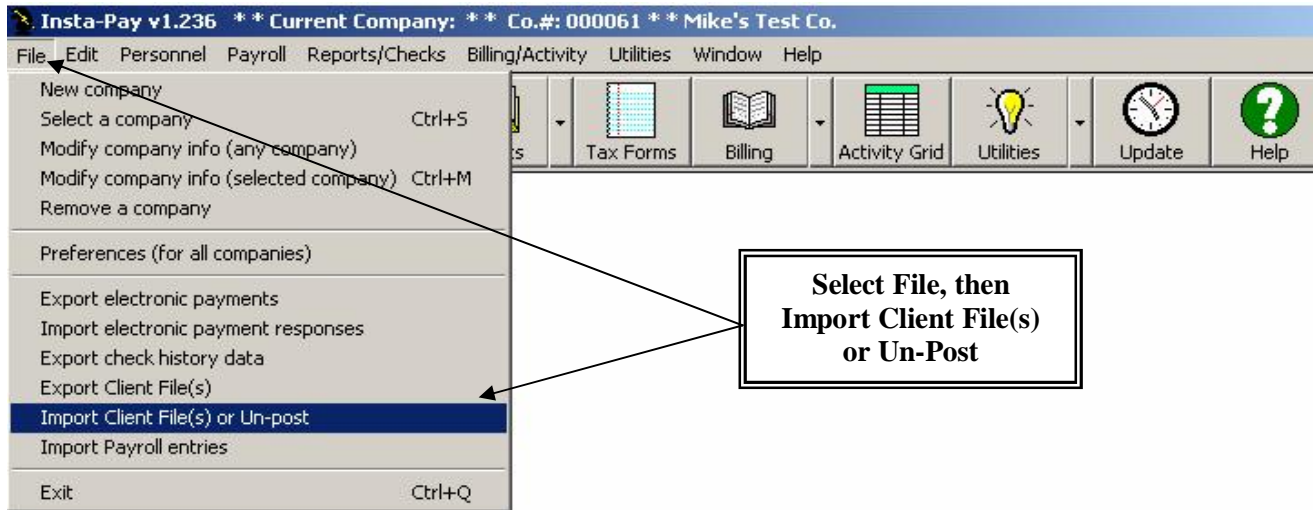 Insta-Pay v1.236 * * Current Company: * * Co.#: 000061 * * Mike's Test Co.
File Edit Personnel Payroll Reports/Checks Billing/Activity Utilities Window Help
New company
Select a company Ctrl+S
Modify company info (any company)
Modify company info (selected company) Ctrl+M
Remove a company
Preferences (for all companies)
Export electronic payments
Import electronic payment responses
Export check history data
Export Client File(s)
Import Client File(s) or Un-post
Import Payroll entries
Exit Ctrl+Q
Tax Forms Billing Activity Grid Utilities Update Help
Select File, then
Import Client File(s)
or Un-Post